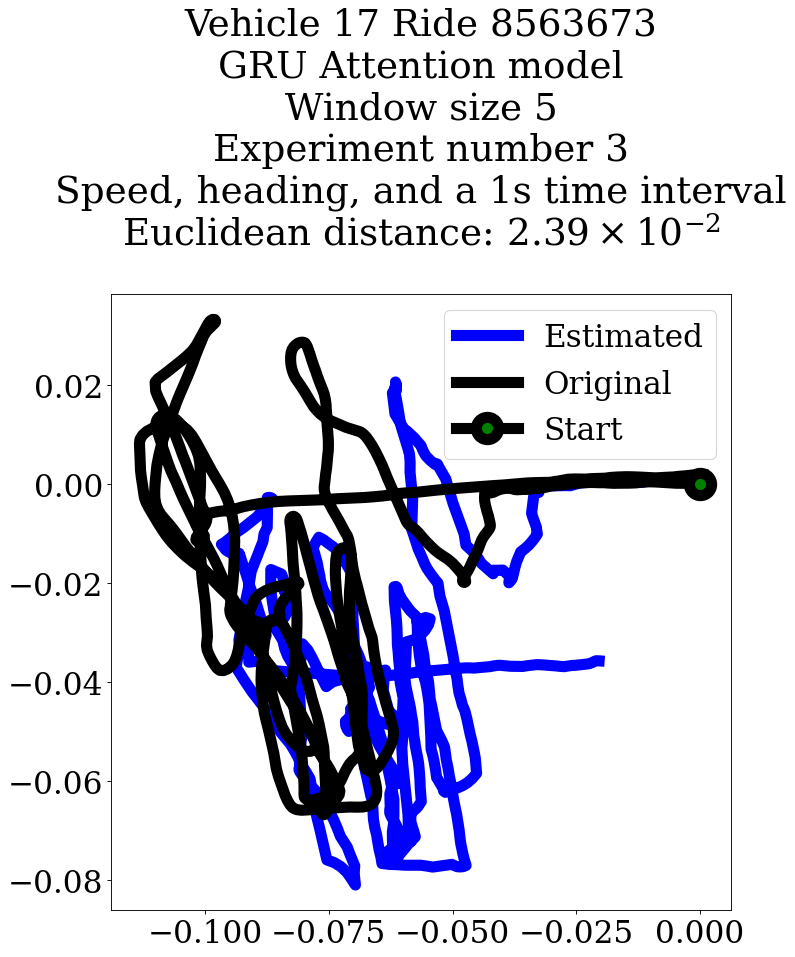 Vehicle 17 Ride 8563673
GRU Attention model
Window size 5
Experiment number 3
Speed, heading, and a 1s time interval
Euclidean distance: 2.39 × 10⁻²
Estimated
Original
Start
0.02
0.00
−0.02
−0.04
−0.06
−0.08
−0.100 −0.075 −0.050 −0.025 0.000